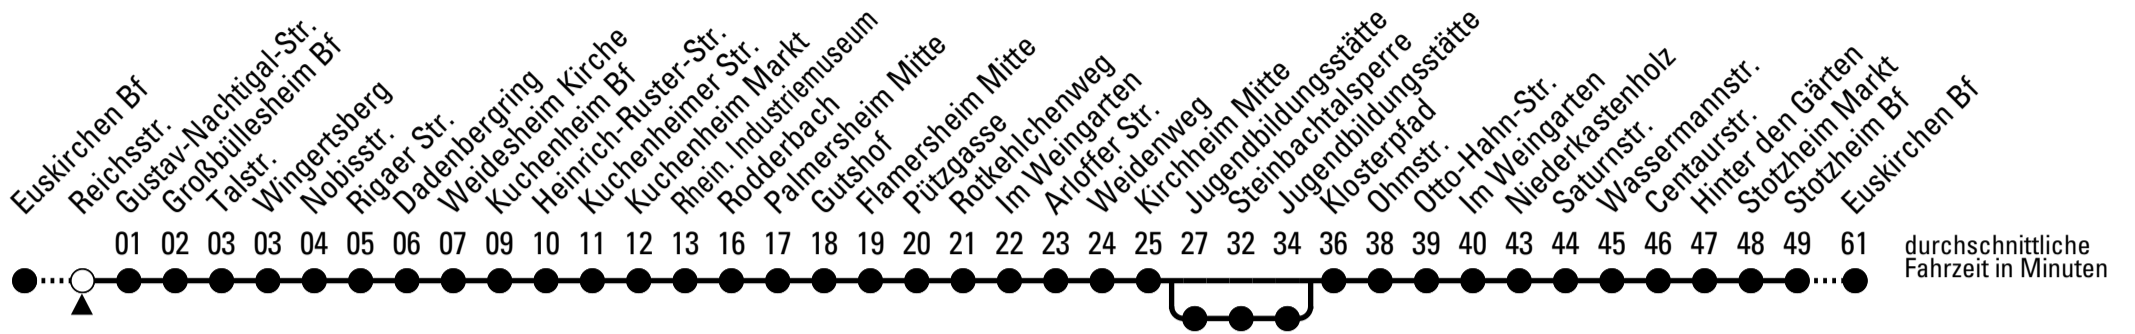 Euskirchen Bf
Reichsstr.
Gustav-Nachtigal-Str.
Großbüllesheim Bf
Talstr.
Wingertsberg
Nobisstr.
Rigaer Str.
Dadenbergring
Weidesheim Kirche
Kuchenheim Bf
Heinrich-Ruster-Str.
Kuchenheimer Str.
Kuchenheim Markt
Rhein. Industriemuseum
Rodderbach
Palmersheim Mitte
Gutshof
Flamersheim Mitte
Pützgasse
Rotkehlchenweg
Im Weingarten
Arloffer Str.
Weidenweg
Kirchheim Mitte
Jugendbildungsstätte
Steinbachtalsperre
Jugendbildungsstätte
Klosterpfad
Ohmstr.
Otto-Hahn-Str.
Im Weingarten
Niederkastenholz
Saturnstr.
Wassermannstr.
Centaurstr.
Hinter den Gärten
Stotzheim Markt
Stotzheim Bf
Euskirchen Bf
01 02 03 03 04 05 06 07 09 10 11 12 13 16 17 18 19 20 21 22 23 24 25 27 32 34 36 38 39 40 43 44 45 46 47 48 49 61
durchschnittliche
Fahrzeit in Minuten